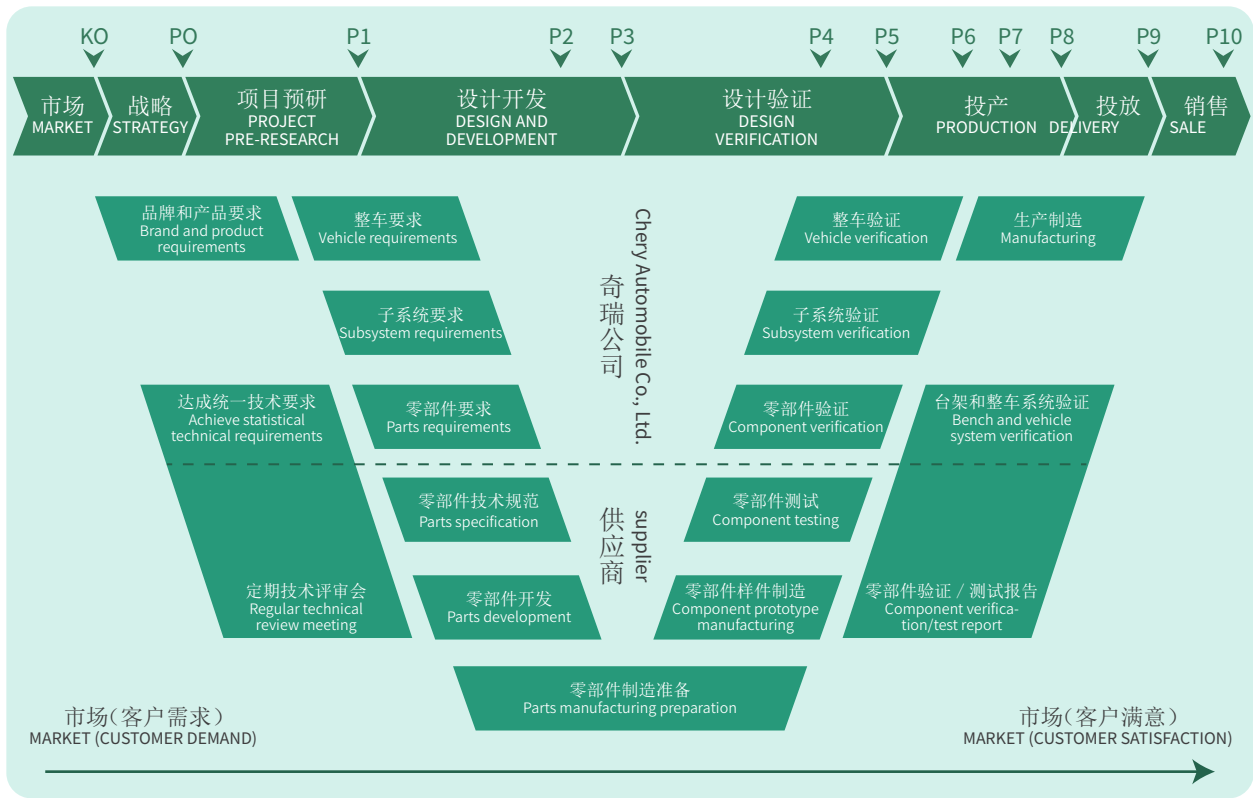 KO
PO
P1
P2
P3
P4
P5
P6
P7
P8
P9
P10
市场
MARKET
战略
STRATEGY
项目预研
PROJECT
PRE-RESEARCH
设计开发
DESIGN AND
DEVELOPMENT
设计验证
DESIGN
VERIFICATION
投产
PRODUCTION
投放
DELIVERY
销售
SALE
品牌和产品要求
Brand and product
requirements
整车要求
Vehicle requirements
整车验证
Vehicle verification
生产制造
Manufacturing
子系统要求
Subsystem requirements
子系统验证
Subsystem verification
奇瑞公司
Chery Automobile Co., Ltd.
达成统一技术要求
Achieve statistical
technical requirements
零部件要求
Parts requirements
零部件验证
Component verification
台架和整车系统验证
Bench and vehicle
system verification
零部件技术规范
Parts specification
供应商
supplier
零部件测试
Component testing
定期技术评审会
Regular technical
review meeting
零部件开发
Parts development
零部件样件制造
Component prototype
manufacturing
零部件验证 / 测试报告
Component verifica-
tion/test report
零部件制造准备
Parts manufacturing preparation
市场(客户需求)
MARKET (CUSTOMER DEMAND)
市场(客户满意)
MARKET (CUSTOMER SATISFACTION)